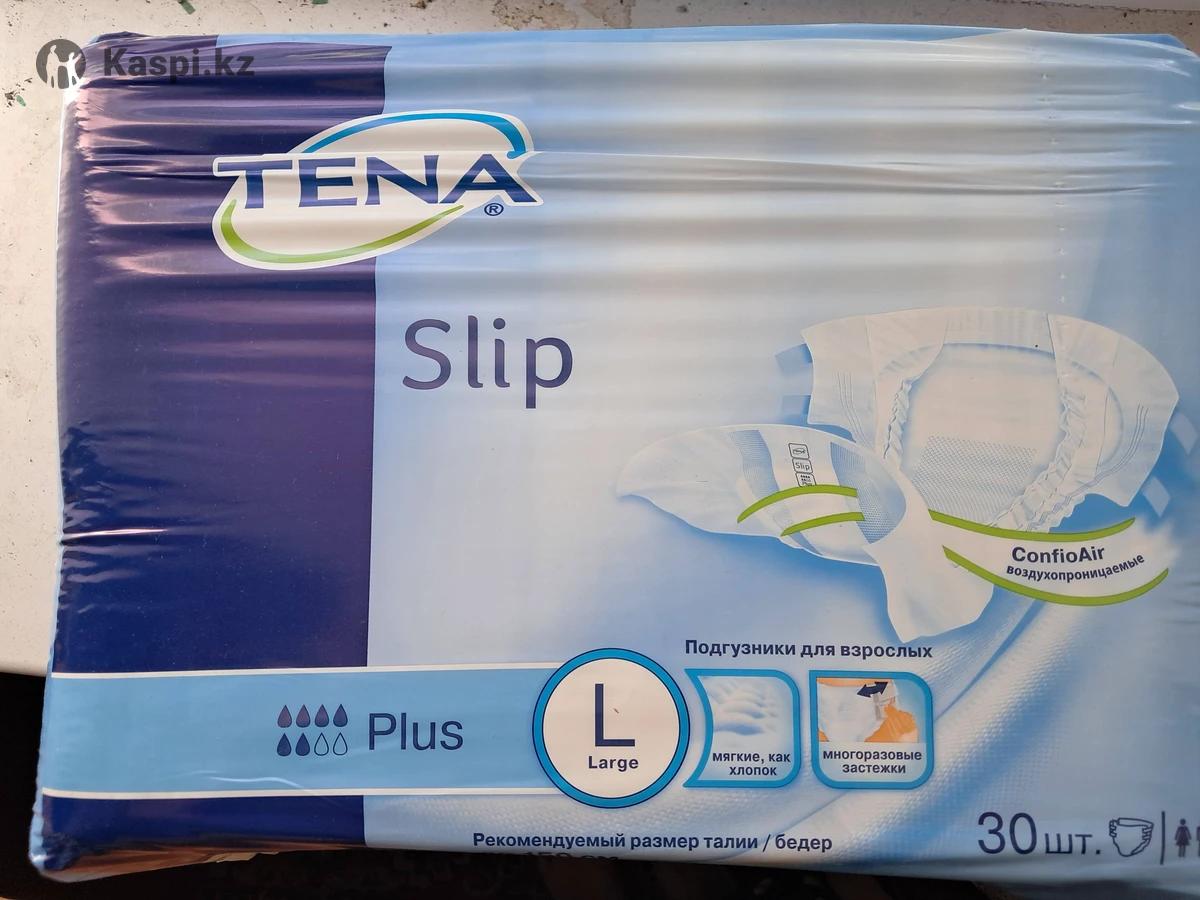 Kaspi.kz
TENA®
Slip
Slip
ConfioAir
воздухопроницаемые
Подгузники для взрослых
Plus
L
Large
мягкие, как
хлопок
многоразовые
застежки
Рекомендуемый размер талии / бедер
30 шт.